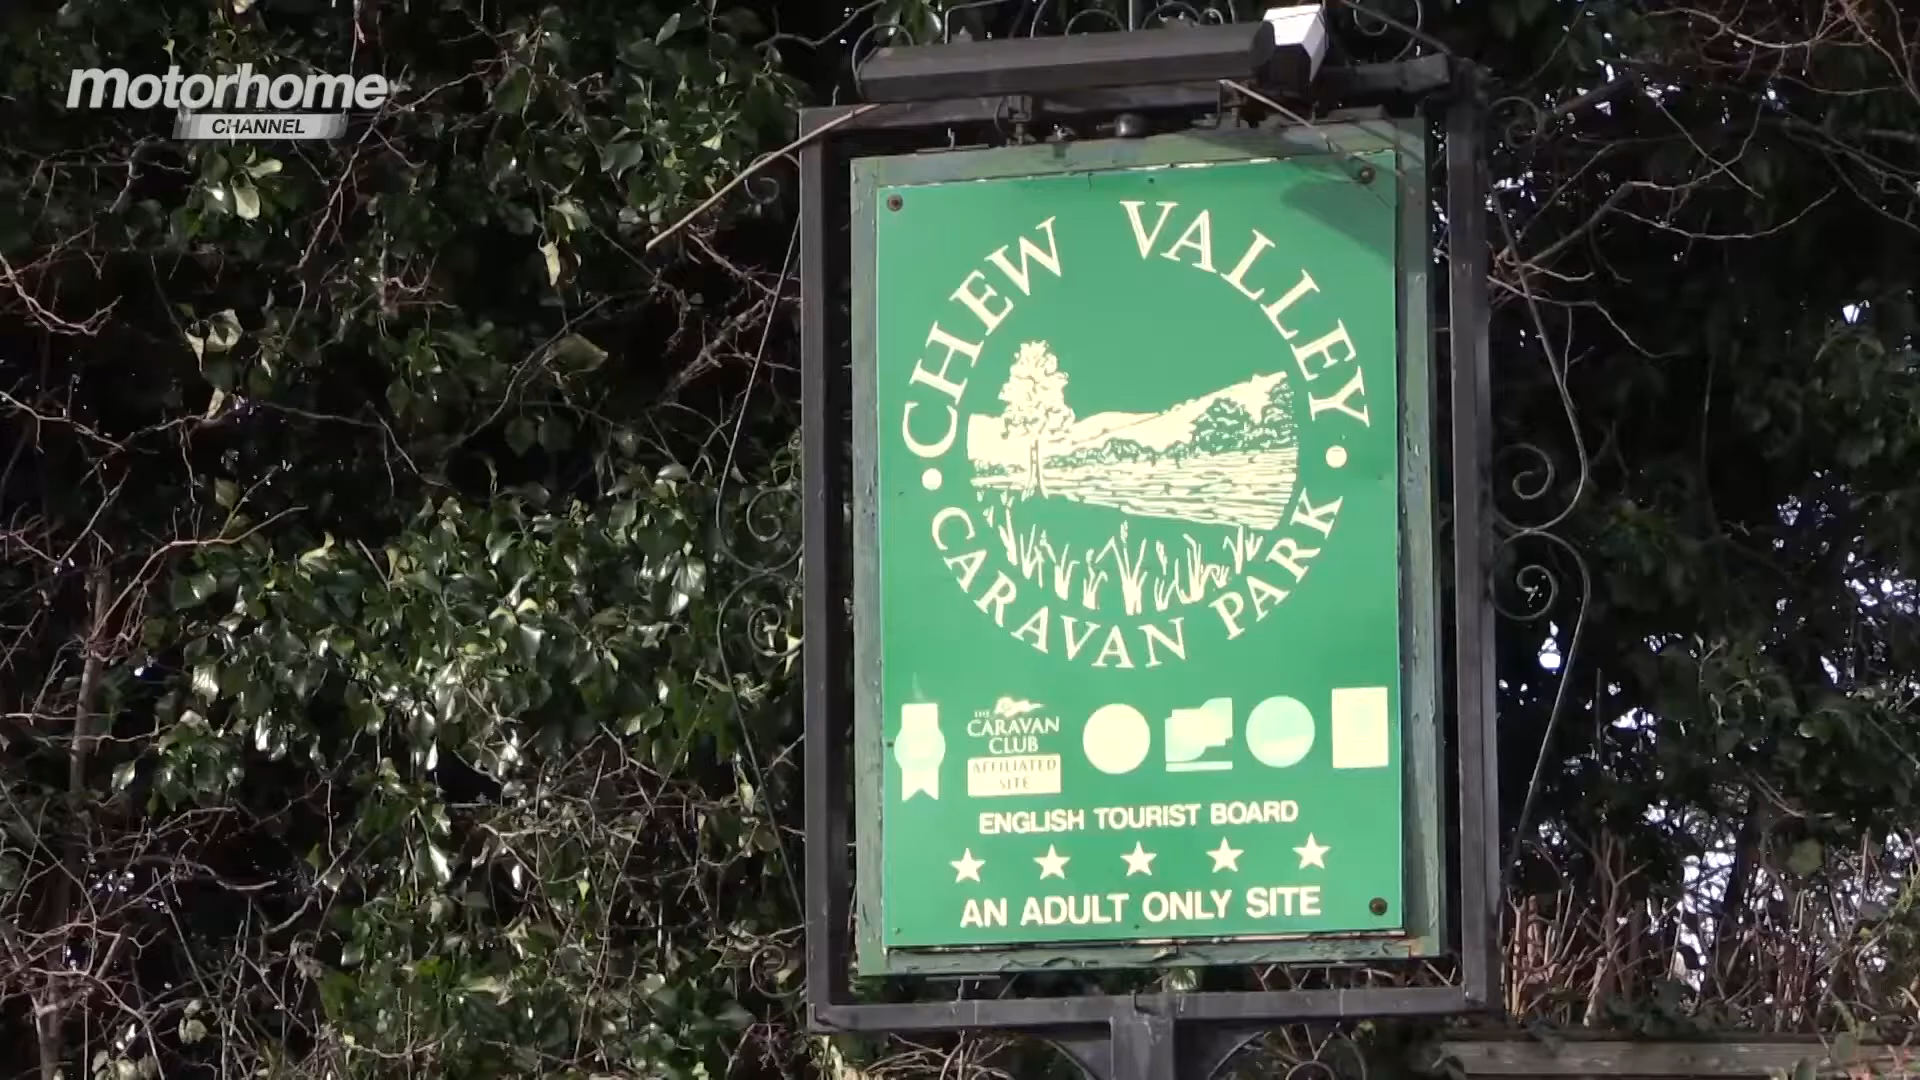 motorhome
CHANNEL
CHEW VALLEY
• CARAVAN PARK •
THE
CARAVAN
CLUB
AFFILIATED
SITE
ENGLISH TOURIST BOARD
AN ADULT ONLY SITE